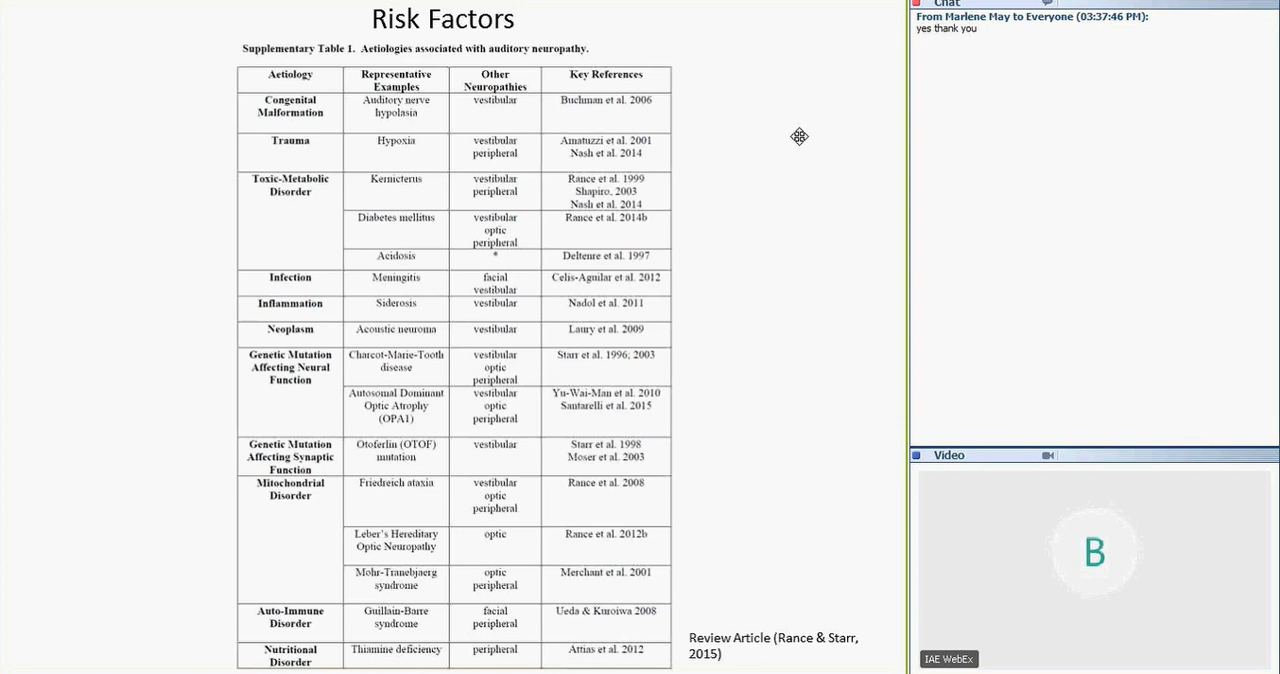 Risk Factors
Supplementary Table 1. Aetiologies associated with auditory neuropathy.
Aetiology Representative Examples Other Neuropathies Key References
Congenital Malformation Auditory nerve hypolasia vestibular Buchman et al. 2006
Trauma Hypoxia vestibular peripheral Amatuzzi et al. 2001 Nash et al. 2014
Toxic-Metabolic Disorder Kernicterus vestibular peripheral Rance et al. 1999 Shapiro, 2003 Nash et al. 2014
Diabetes mellitus vestibular optic peripheral Rance et al. 2014b
Acidosis * Deltenre et al. 1997
Infection Meningitis facial vestibular Celis-Aguilar et al. 2012
Inflammation Siderosis vestibular Nadol et al. 2011
Neoplasm Acoustic neuroma vestibular Laury et al. 2009
Genetic Mutation Affecting Neural Function Charcot-Marie-Tooth disease vestibular optic peripheral Starr et al. 1996; 2003
Autosomal Dominant Optic Atrophy (OPA1) vestibular optic peripheral Yu-Wai-Man et al. 2010 Santarelli et al. 2015
Genetic Mutation Affecting Synaptic Function Otoferlin (OTOF) mutation vestibular Starr et al. 1998 Moser et al. 2003
Mitochondrial Disorder Friedreich ataxia vestibular optic peripheral Rance et al. 2008
Leber's Hereditary Optic Neuropathy optic Rance et al. 2012b
Mohr-Tranebjaerg syndrome optic peripheral Merchant et al. 2001
Auto-Immune Disorder Guillain-Barre syndrome facial peripheral Ueda & Kuroiwa 2008
Nutritional Disorder Thiamine deficiency peripheral Attias et al. 2012
Review Article (Rance & Starr,
2015)
Chat
From Marlene May to Everyone (03:37:46 PM):
yes thank you
Video
B
IAE WebEx